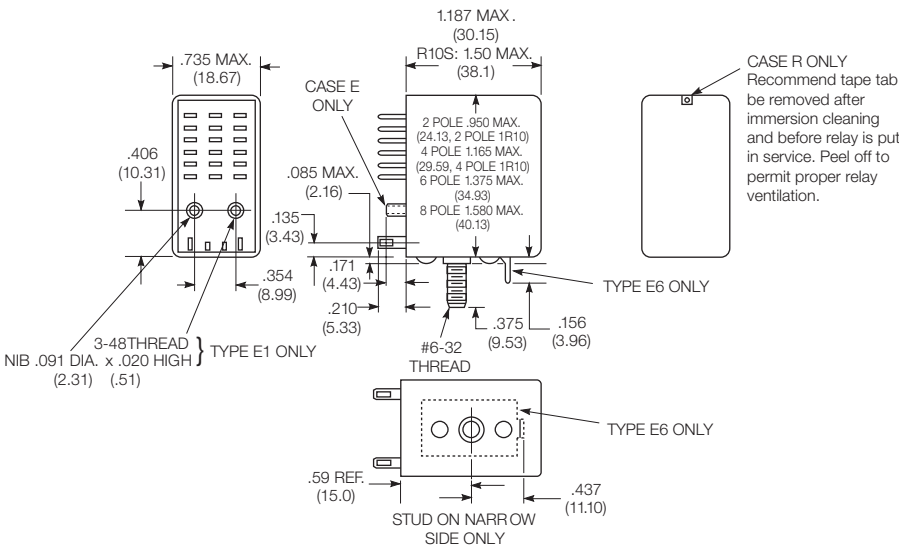 1.187 MAX.
(30.15)
R10S: 1.50 MAX.
(38.1)
.735 MAX.
(18.67)
CASE E
ONLY
CASE R ONLY
Recommend tape tab
be removed after
immersion cleaning
and before relay is put
in service. Peel off to
permit proper relay
ventilation.
2 POLE .950 MAX.
(24.13, 2 POLE 1R10)
4 POLE 1.165 MAX.
(29.59, 4 POLE 1R10)
6 POLE 1.375 MAX.
(34.93)
8 POLE 1.580 MAX.
(40.13)
.406
(10.31)
.085 MAX.
(2.16)
.135
(3.43)
.171
(4.43)
.210
(5.33)
.354
(8.99)
TYPE E6 ONLY
.375
(9.53)
.156
(3.96)
#6-32
THREAD
3-48THREAD
NIB .091 DIA. x .020 HIGH } TYPE E1 ONLY
(2.31) (.51)
TYPE E6 ONLY
.59 REF.
(15.0)
.437
(11.10)
STUD ON NARROW
SIDE ONLY